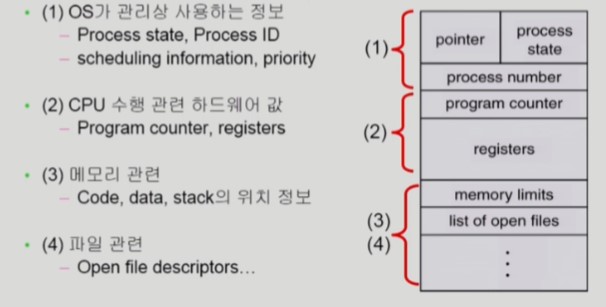 (1) OS가 관리상 사용하는 정보
Process state, Process ID
scheduling information, priority
(2) CPU 수행 관련 하드웨어 값
Program counter, registers
(3) 메모리 관련
Code, data, stack의 위치 정보
(4) 파일 관련
Open file descriptors…
(1)
pointer
process
state
process number
(2)
program counter
registers
(3)
(4)
memory limits
list of open files